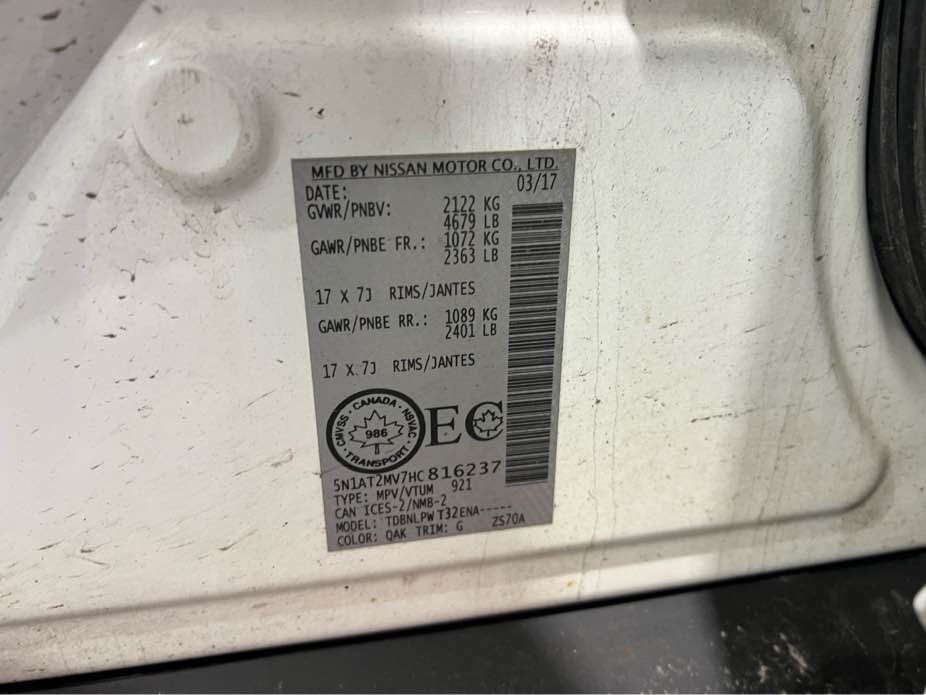 MFD BY NISSAN MOTOR CO., LTD.
DATE: 03/17
GVWR/PNBV: 2122 KG
4679 LB
GAWR/PNBE FR.: 1072 KG
2363 LB
17 X 7J RIMS/JANTES
GAWR/PNBE RR.: 1089 KG
2401 LB
17 X 7J RIMS/JANTES
CANADA
CMVSS · NSVAC
986
TRANSPORT
EC
5N1AT2MV7HC816237
TYPE: MPV/VTUM 921
CAN ICES-2/NMB-2
MODEL: TDBNLPW T32ENA-----
COLOR: QAK TRIM: G ZS70A